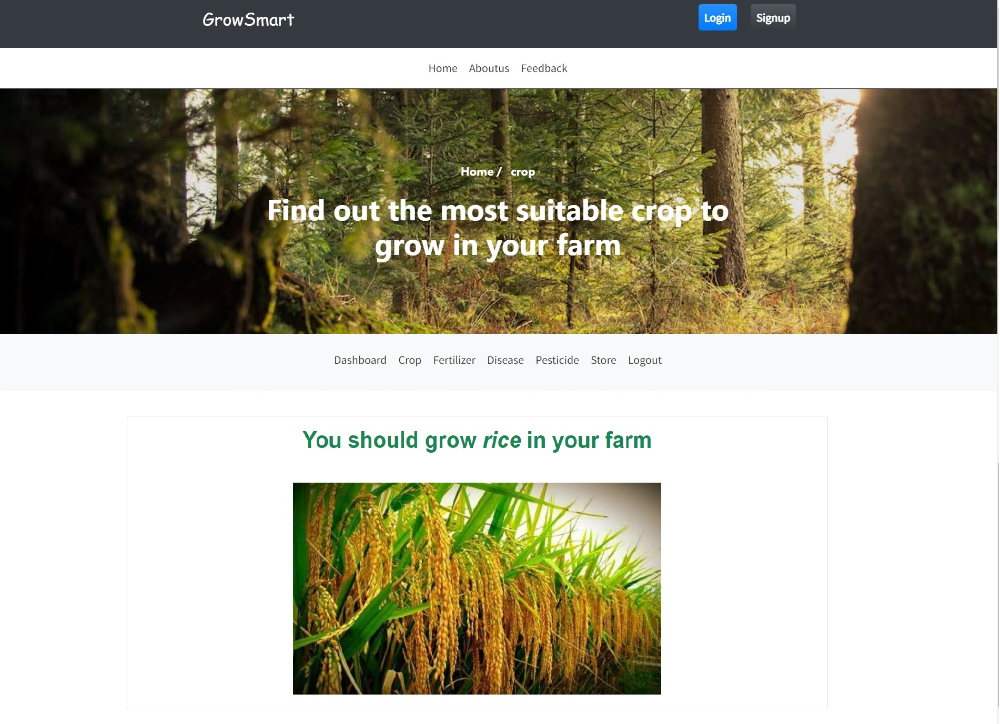 GrowSmart
Login Signup
Home Aboutus Feedback
Home / crop
Find out the most suitable crop to
grow in your farm
Dashboard Crop Fertilizer Disease Pesticide Store Logout
You should grow rice in your farm